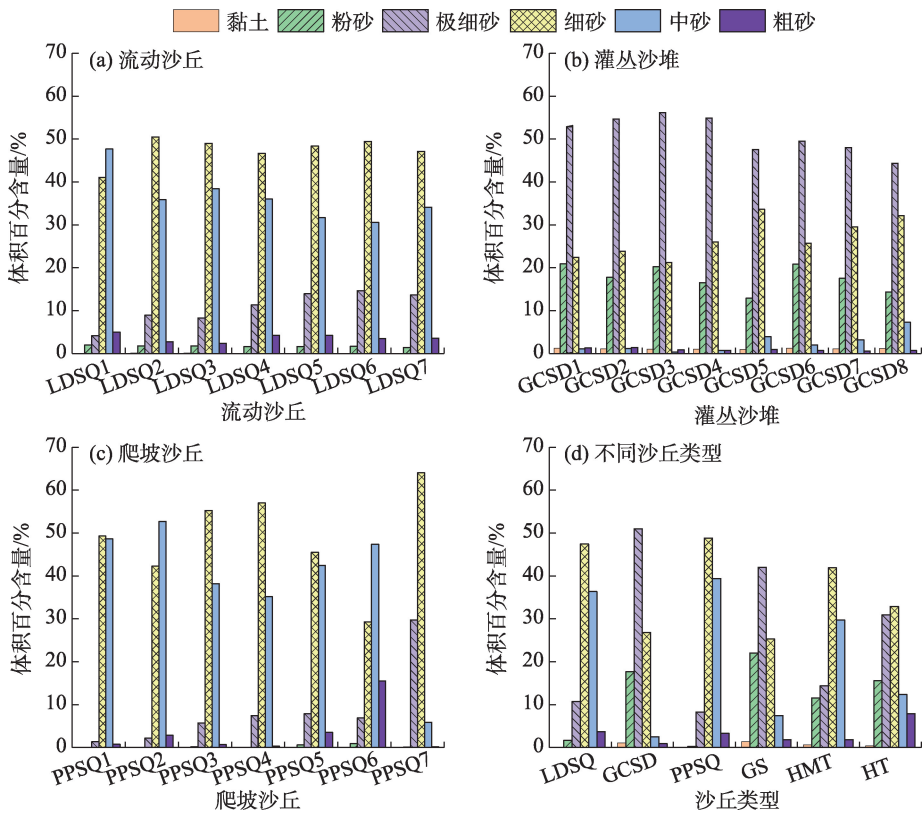 黏土 粉砂 极细砂 细砂 中砂 粗砂
(a) 流动沙丘
体积百分含量/%
70
60
50
40
30
20
10
0
LDSQ1 LDSQ2 LDSQ3 LDSQ4 LDSQ5 LDSQ6 LDSQ7
流动沙丘
(b) 灌丛沙堆
体积百分含量/%
70
60
50
40
30
20
10
0
GCSD1 GCSD2 GCSD3 GCSD4 GCSD5 GCSD6 GCSD7 GCSD8
灌丛沙堆
(c) 爬坡沙丘
体积百分含量/%
70
60
50
40
30
20
10
0
PPSQ1 PPSQ2 PPSQ3 PPSQ4 PPSQ5 PPSQ6 PPSQ7
爬坡沙丘
(d) 不同沙丘类型
体积百分含量/%
70
60
50
40
30
20
10
0
LDSQ GCSD PPSQ GS HMT HT
沙丘类型